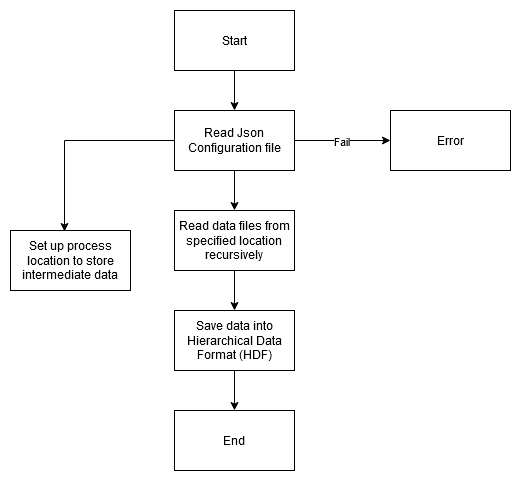 Start
Read Json
Configuration file
Fail
Error
Set up process
location to store
intermediate data
Read data files from
specified location
recursively
Save data into
Hierarchical Data
Format (HDF)
End